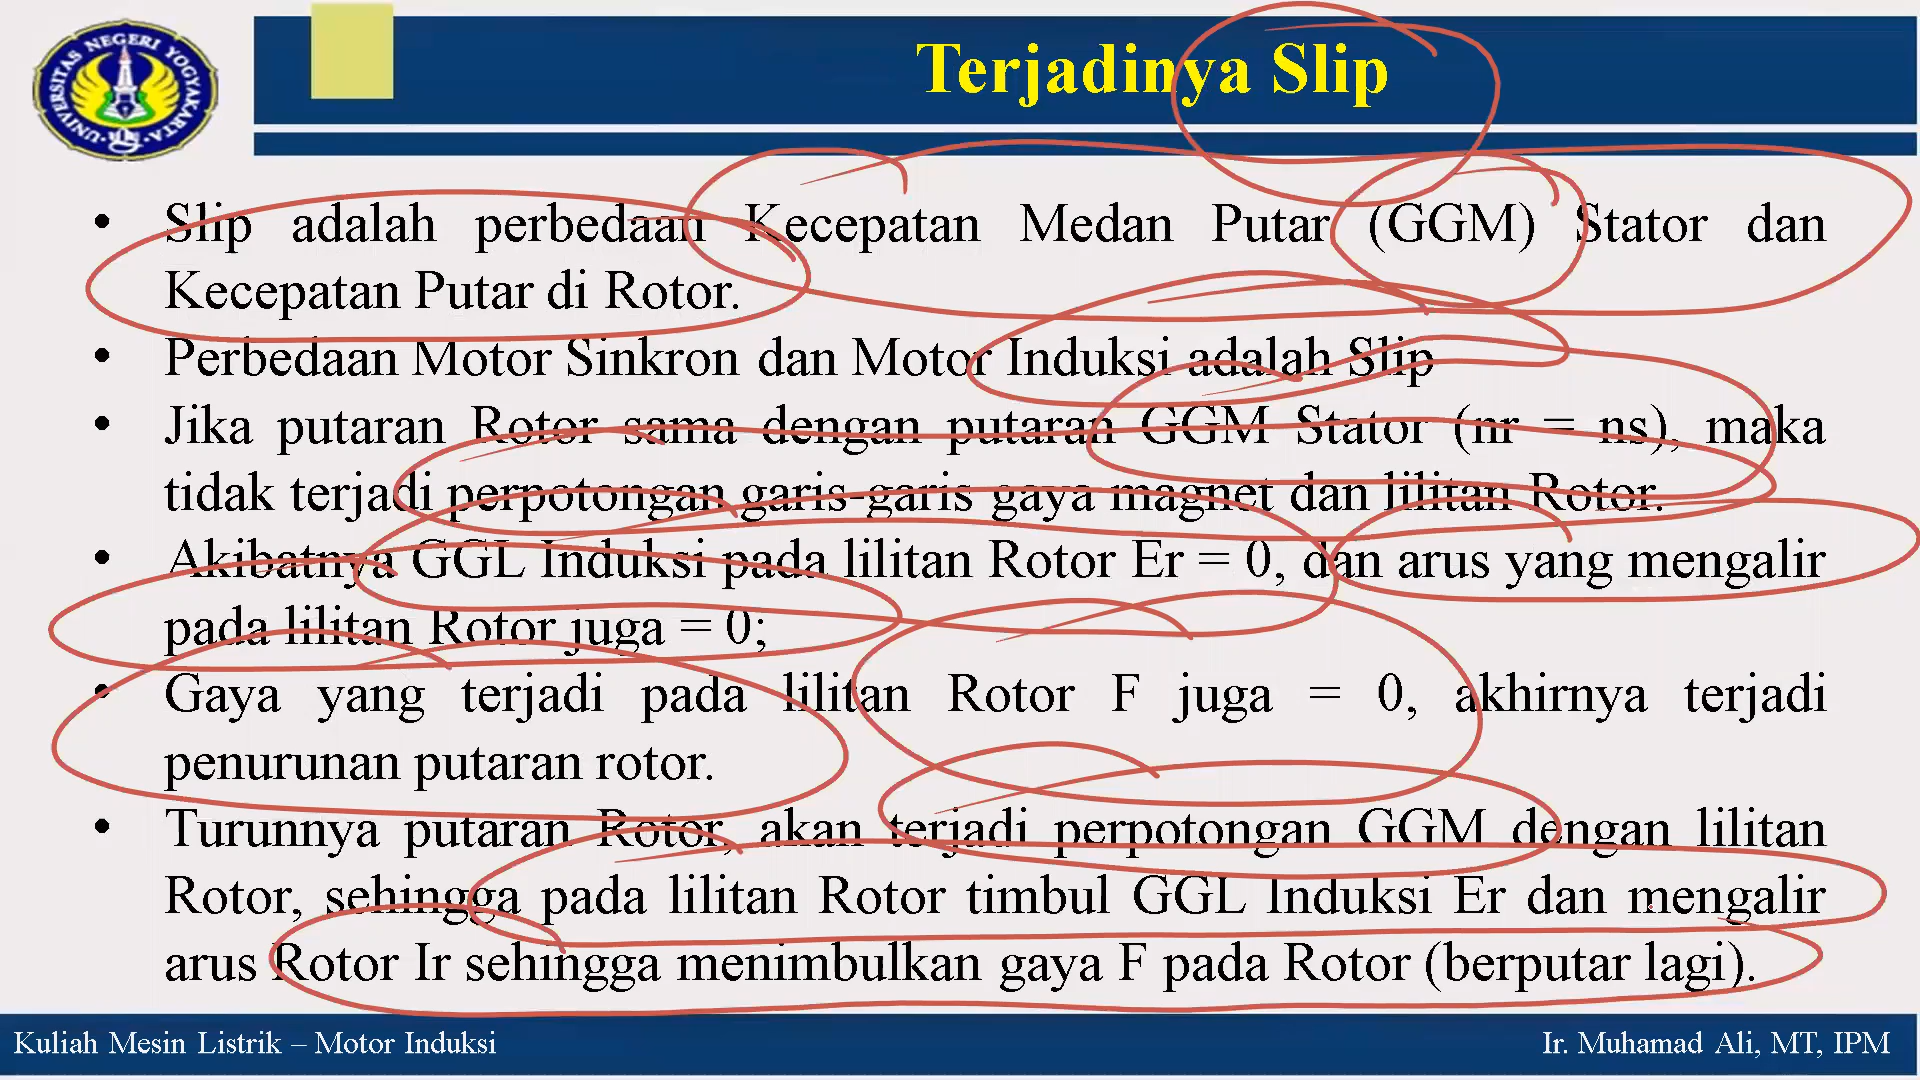 UNIVERSITAS NEGERI YOGYAKARTA
Terjadinya Slip
• Slip adalah perbedaan Kecepatan Medan Putar (GGM) Stator dan
Kecepatan Putar di Rotor.
• Perbedaan Motor Sinkron dan Motor Induksi adalah Slip
• Jika putaran Rotor sama dengan putaran GGM Stator (nr = ns), maka
tidak terjadi perpotongan garis-garis gaya magnet dan lilitan Rotor.
• Akibatnya GGL Induksi pada lilitan Rotor Er = 0, dan arus yang mengalir
pada lilitan Rotor juga = 0;
• Gaya yang terjadi pada lilitan Rotor F juga = 0, akhirnya terjadi
penurunan putaran rotor.
• Turunnya putaran Rotor, akan terjadi perpotongan GGM dengan lilitan
Rotor, sehingga pada lilitan Rotor timbul GGL Induksi Er dan mengalir
arus Rotor Ir sehingga menimbulkan gaya F pada Rotor (berputar lagi).
Kuliah Mesin Listrik – Motor Induksi
Ir. Muhamad Ali, MT, IPM